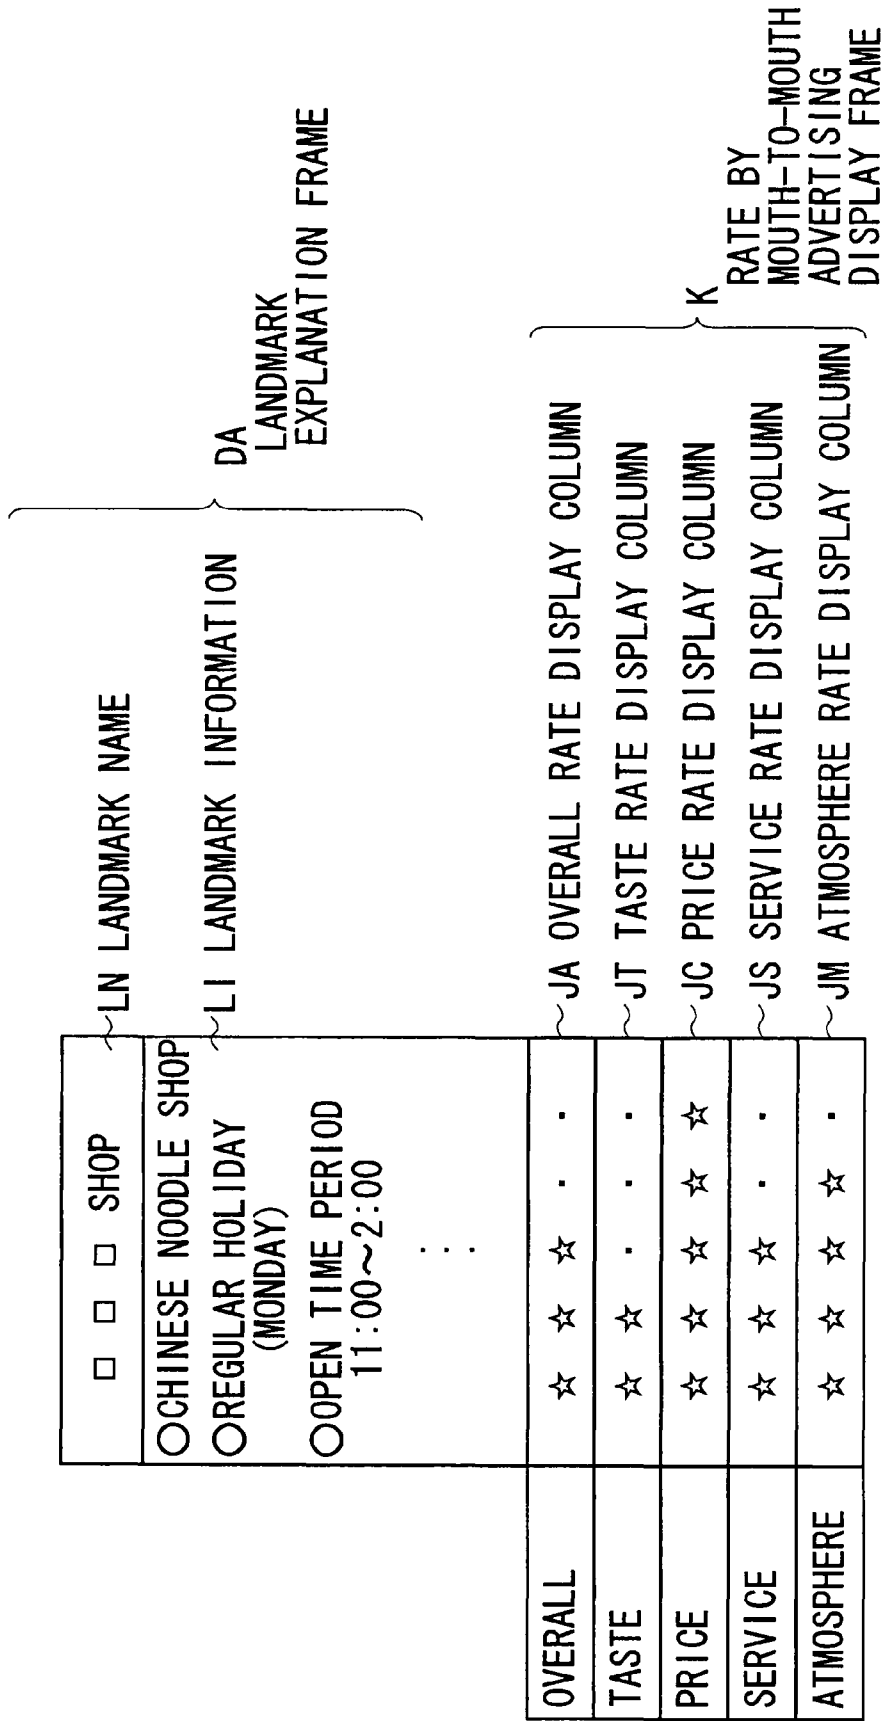 □ □ □ SHOP
LN LANDMARK NAME
○CHINESE NOODLE SHOP
LI LANDMARK INFORMATION
○REGULAR HOLIDAY
(MONDAY)
○OPEN TIME PERIOD
11:00~2:00
DA
LANDMARK
EXPLANATION FRAME
OVERALL ☆ ☆ ☆ · ·
JA OVERALL RATE DISPLAY COLUMN
TASTE ☆ ☆ · · ·
JT TASTE RATE DISPLAY COLUMN
PRICE ☆ ☆ ☆ ☆ ☆
JC PRICE RATE DISPLAY COLUMN
SERVICE ☆ ☆ ☆ · ·
JS SERVICE RATE DISPLAY COLUMN
ATMOSPHERE ☆ ☆ ☆ ☆ ·
JM ATMOSPHERE RATE DISPLAY COLUMN
K
RATE BY
MOUTH-TO-MOUTH
ADVERTISING
DISPLAY FRAME